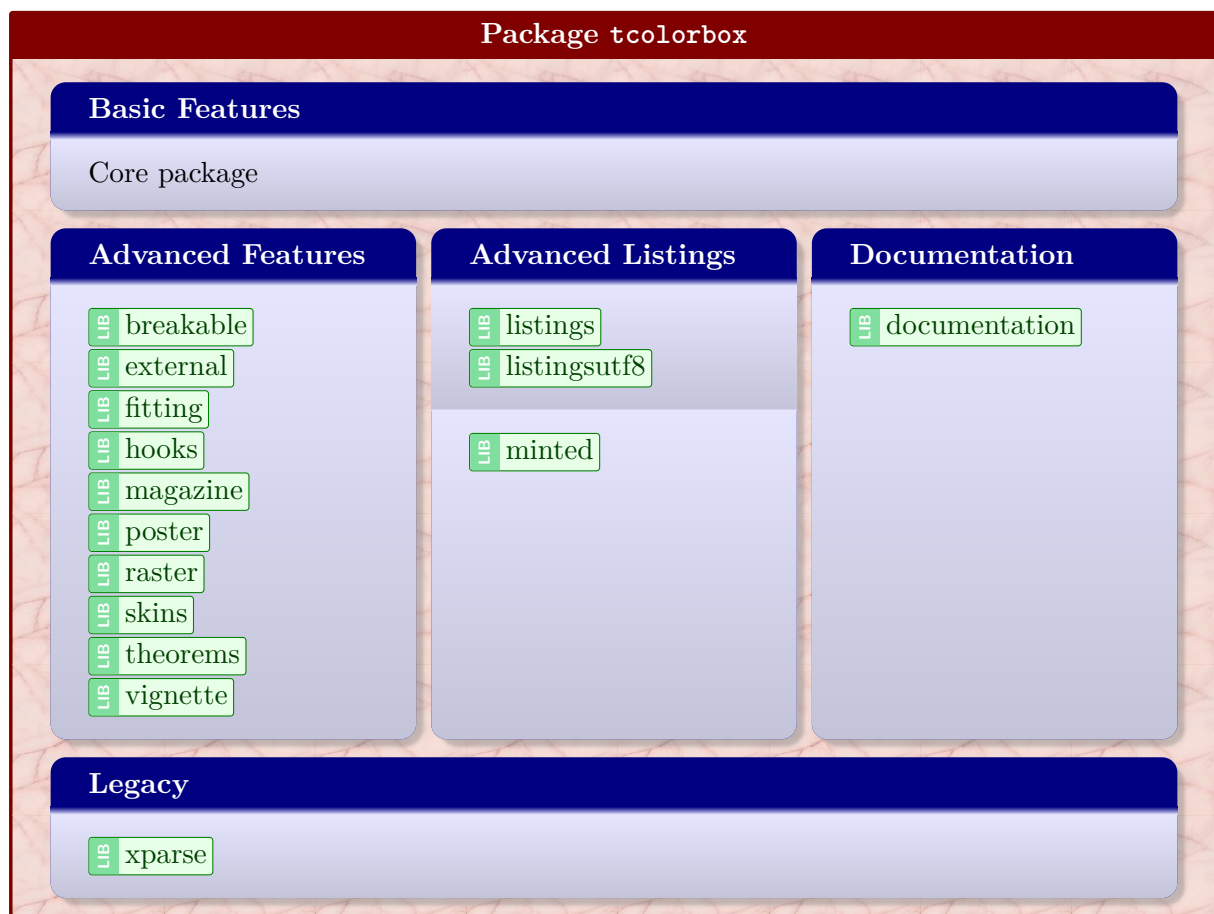 Package tcolorbox
Basic Features
Core package
Advanced Features
LIB breakable
LIB external
LIB fitting
LIB hooks
LIB magazine
LIB poster
LIB raster
LIB skins
LIB theorems
LIB vignette
Advanced Listings
LIB listings
LIB listingsutf8
LIB minted
Documentation
LIB documentation
Legacy
LIB xparse